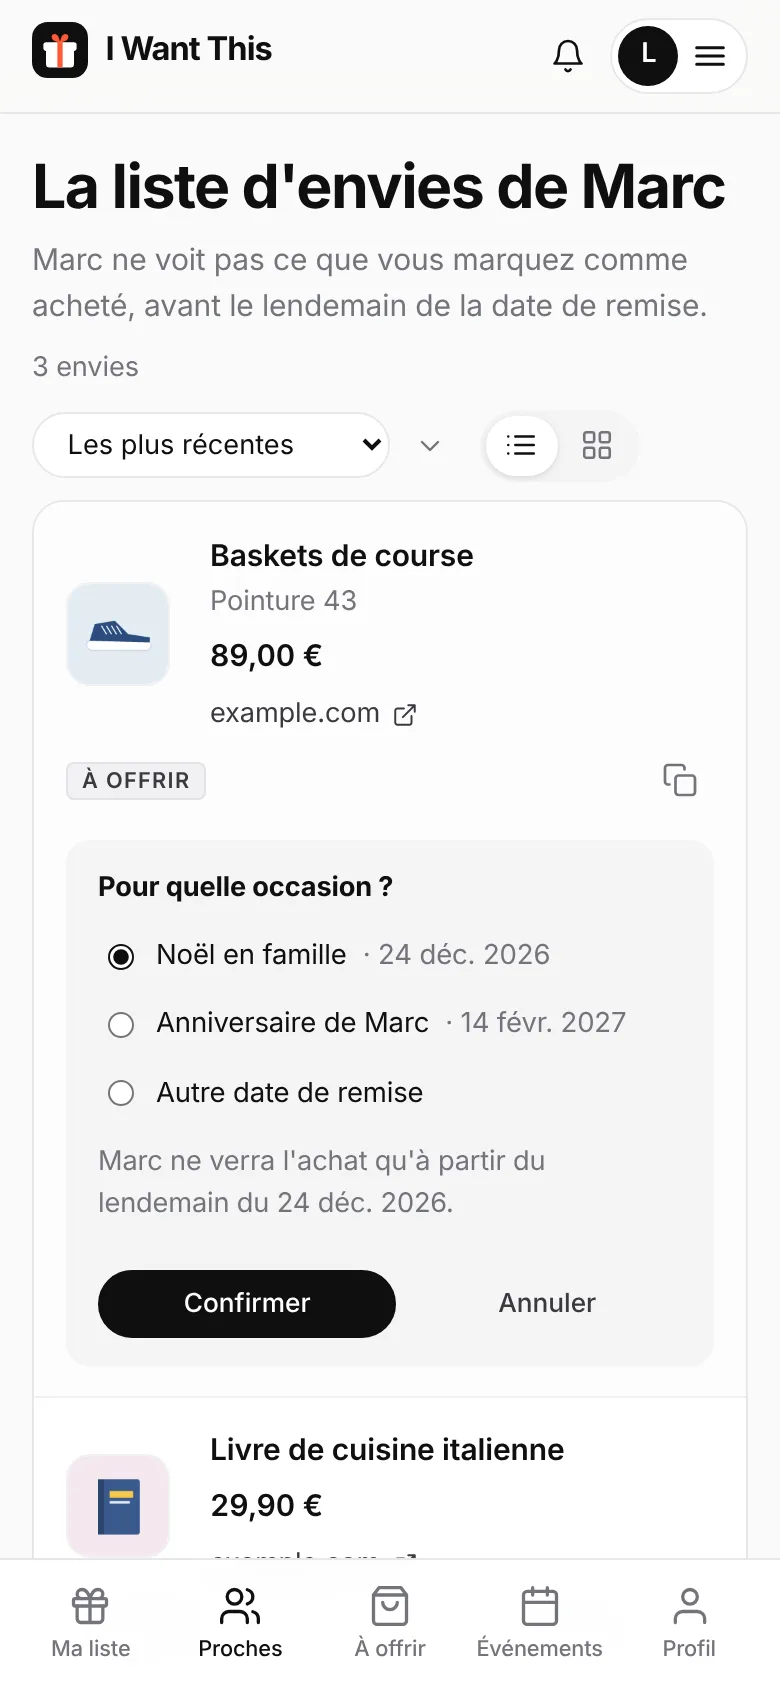 I Want This
L
La liste d'envies de Marc
Marc ne voit pas ce que vous marquez comme
acheté, avant le lendemain de la date de remise.
3 envies
Les plus récentes
Baskets de course
Pointure 43
89,00 €
example.com
À OFFRIR
Pour quelle occasion ?
Noël en famille · 24 déc. 2026
Anniversaire de Marc · 14 févr. 2027
Autre date de remise
Marc ne verra l'achat qu'à partir du
lendemain du 24 déc. 2026.
Confirmer
Annuler
Livre de cuisine italienne
29,90 €
Ma liste
Proches
À offrir
Événements
Profil